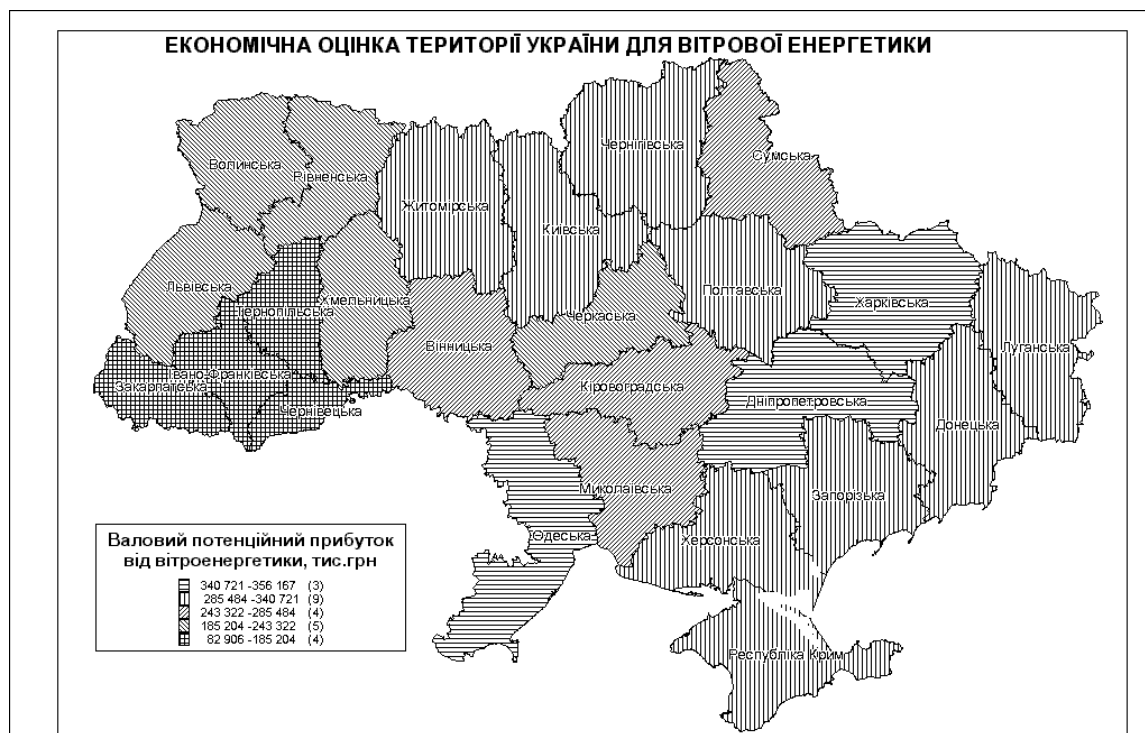 ЕКОНОМІЧНА ОЦІНКА ТЕРИТОРІЇ УКРАЇНИ ДЛЯ ВІТРОВОЇ ЕНЕРГЕТИКИ
Чернігівська
Сумська
Волинська
Рівненська
Житомірська
Київська
Львівська
Тернопільська
Хмельницька
Черкаська
Полтавська
Харківська
Луганська
Вінницька
Івано-Франківська
Закарпатська
Чернівецька
Кіровоградська
Дніпропетровська
Донецька
Миколаївська
Запорізька
Одеська
Херсонська
Республіка Крим
Валовий потенційний прибуток
від вітроенергетики, тис.грн
340 721 -356 167 (3)
285 484 -340 721 (9)
243 322 -285 484 (4)
185 204 -243 322 (5)
82 906 -185 204 (4)